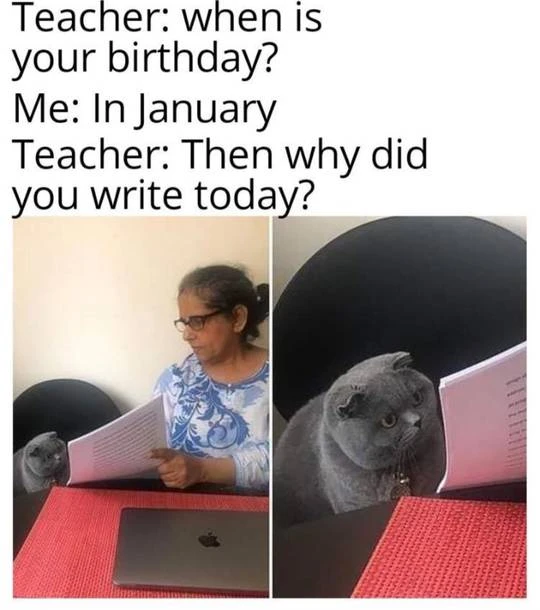 Teacher: when is
your birthday?
Me: In January
Teacher: Then why did
you write today?